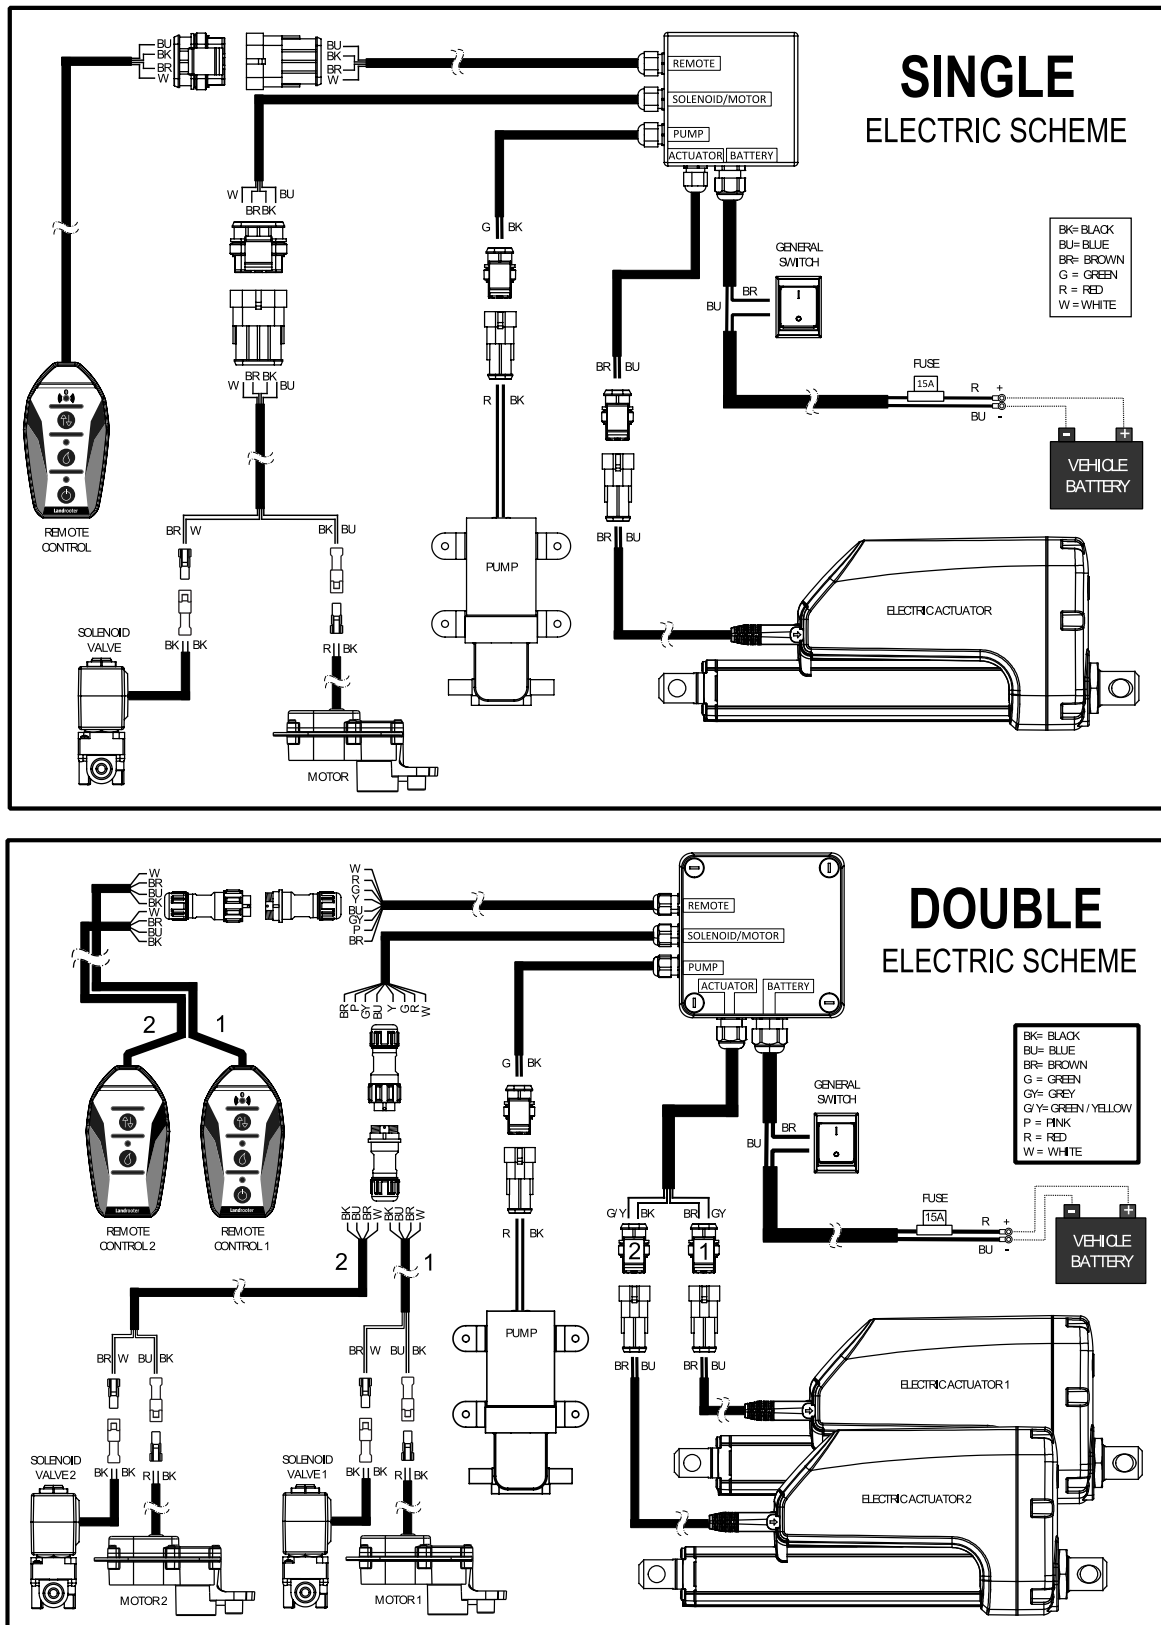 SINGLE
ELECTRIC SCHEME
BU
BK
BR
W
BU
BK
BR
W
REMOTE
SOLENOID/MOTOR
PUMP
ACTUATOR BATTERY
W BU
BR BK
G BK
GENERAL
SWITCH
BK= BLACK
BU= BLUE
BR= BROWN
G = GREEN
R = RED
W = WHITE
BR
BU
BR BU
FUSE
15A
R +
BU -
- +
VEHICLE
BATTERY
BR BK
W BU
R BK
Landrooter
REMOTE
CONTROL
BR W
BK BU
BR BU
PUMP
ELECTRIC ACTUATOR
SOLENOID
VALVE
BK BK
R BK
MOTOR
DOUBLE
ELECTRIC SCHEME
W
BR
BU
BK
W
BR
BU
BK
W
R
G
Y
BU
GY
P
BR
REMOTE
SOLENOID/MOTOR
PUMP
ACTUATOR BATTERY
BR P GY BU Y G R W
2 1
G BK
GENERAL
SWITCH
BK= BLACK
BU= BLUE
BR= BROWN
G = GREEN
GY= GREY
G/Y= GREEN / YELLOW
P = PINK
R = RED
W = WHITE
BR
BU
Landrooter
Landrooter
REMOTE
CONTROL 2
REMOTE
CONTROL 1
BK BU BR W BK BU BR W
2 1
R BK
G/Y BK
BR GY
2 1
FUSE
15A
R +
BU -
- +
VEHICLE
BATTERY
BR W BU BK
BR W BU BK
PUMP
BR BU
BR BU
ELECTRIC ACTUATOR 1
SOLENOID
VALVE 2
BK BK
R BK
SOLENOID
VALVE 1
BK BK
R BK
ELECTRIC ACTUATOR 2
MOTOR 2
MOTOR 1